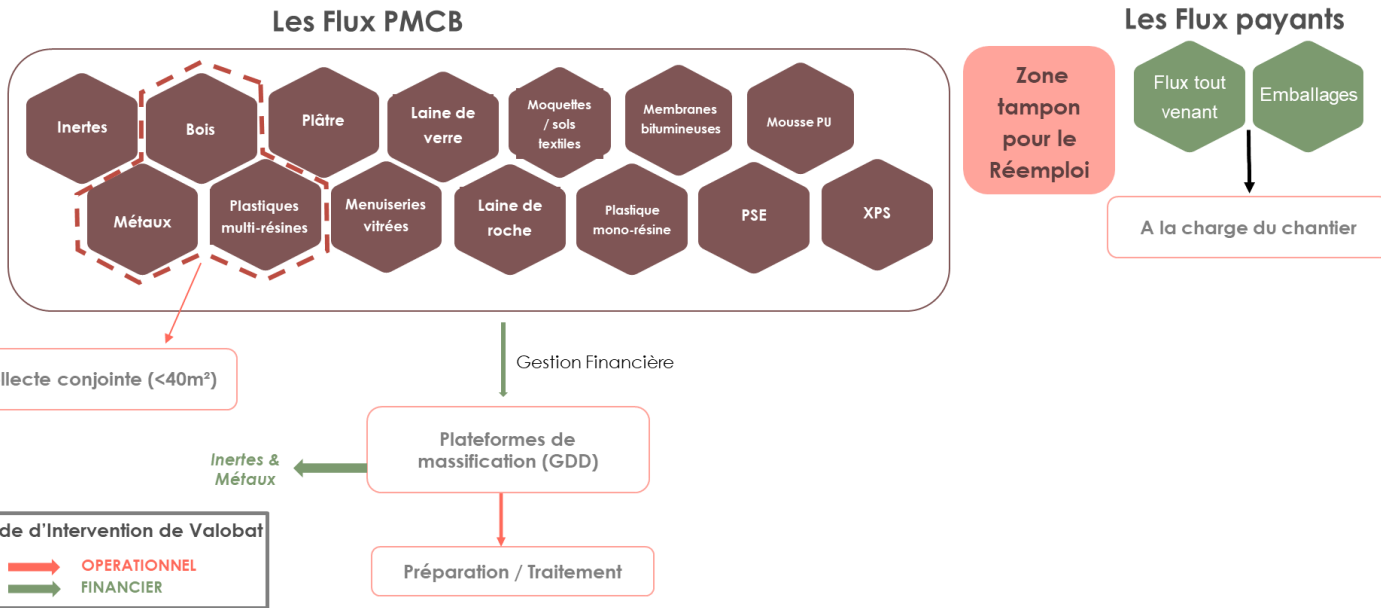 Les Flux PMCB
Les Flux payants
Inertes
Bois
Plâtre
Laine de
verre
Moquettes
/ sols
textiles
Membranes
bitumineuses
Mousse PU
Métaux
Plastiques
multi-résines
Menuiseries
vitrées
Laine de
roche
Plastique
mono-résine
PSE
XPS
Zone
tampon
pour le
Réemploi
Flux tout
venant
Emballages
A la charge du chantier
llecte conjointe (<40m²)
Gestion Financière
Plateformes de
massification (GDD)
Inertes &
Métaux
Préparation / Traitement
de d’Intervention de Valobat
OPERATIONNEL
FINANCIER